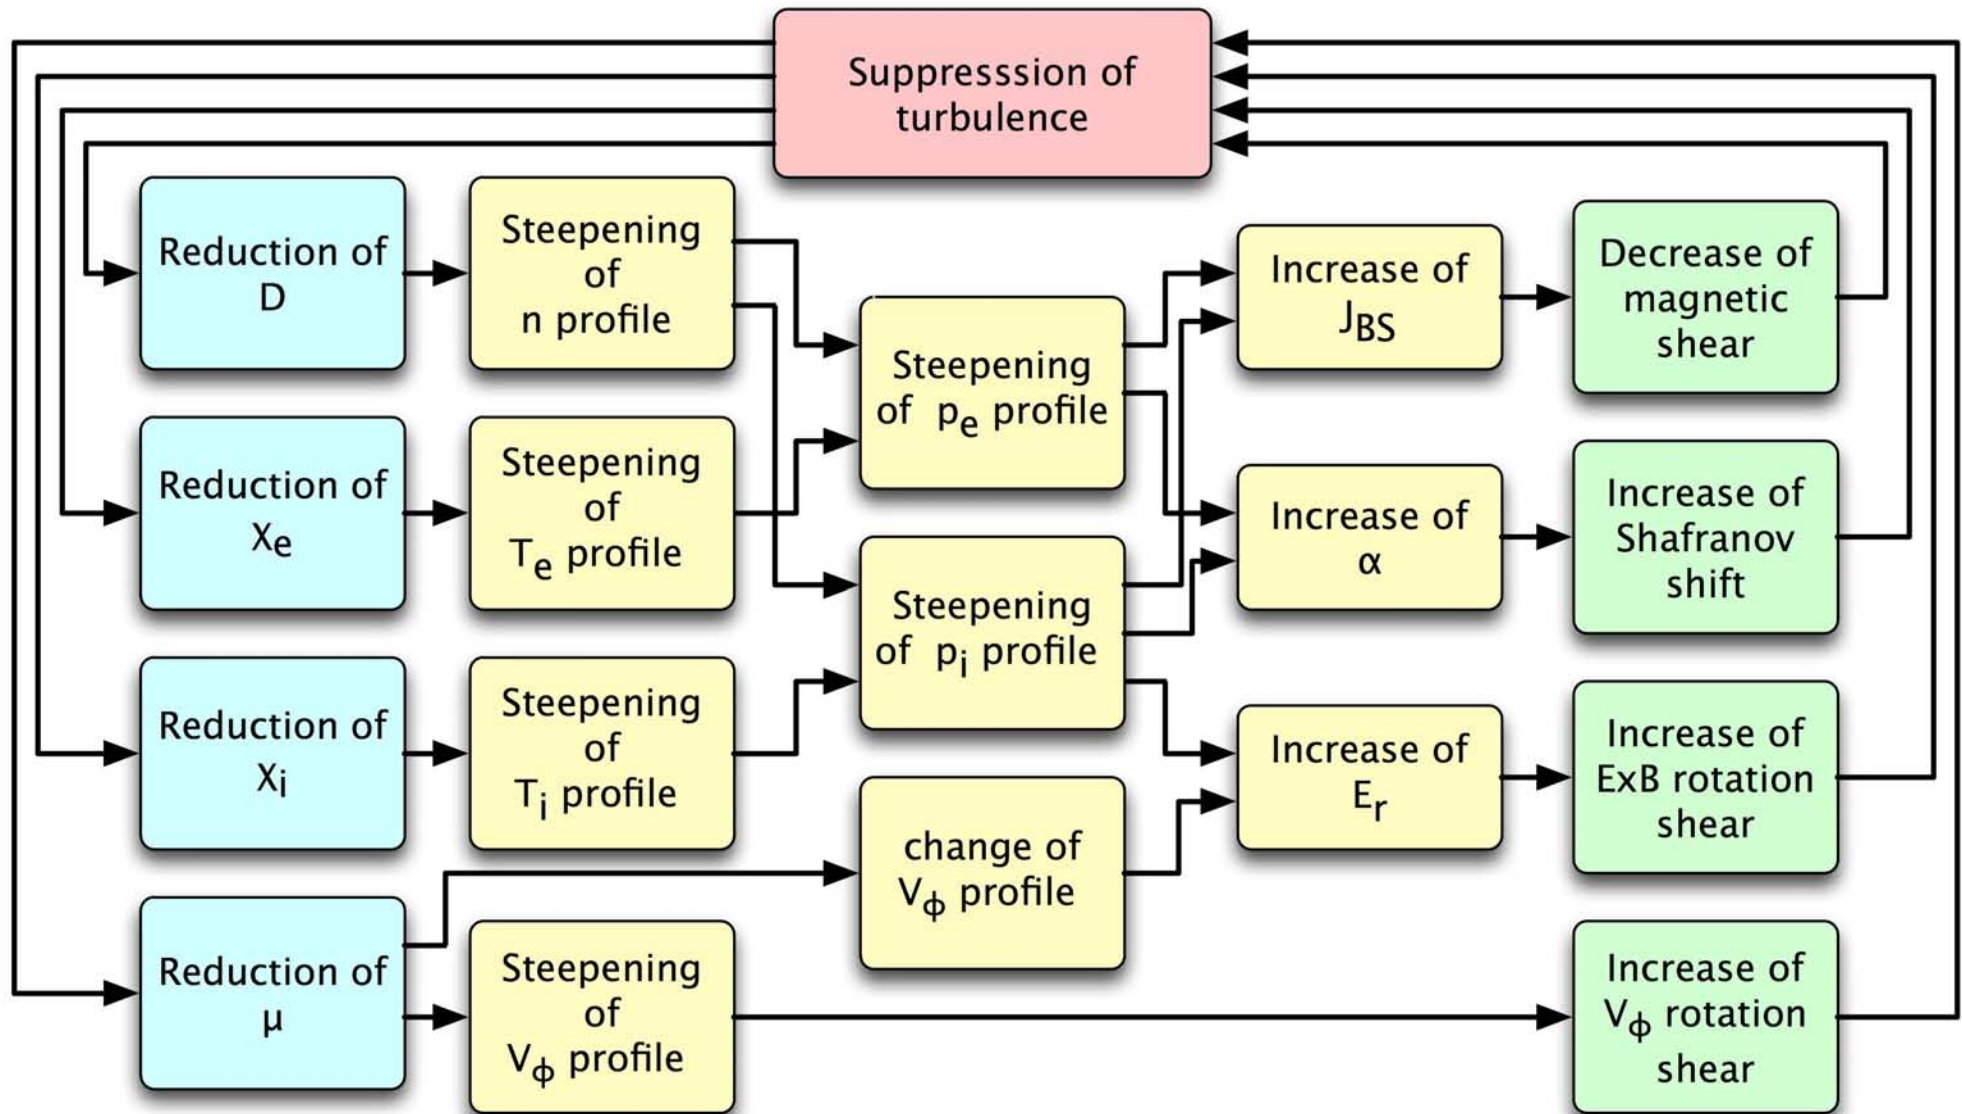 Suppresssion of
turbulence
Reduction of
D
Steepening
of
n profile
Steepening
of pe profile
Increase of
JBS
Decrease of
magnetic
shear
Reduction of
Xe
Steepening
of
Te profile
Steepening
of pi profile
Increase of
α
Increase of
Shafranov
shift
Reduction of
Xi
Steepening
of
Ti profile
change of
Vϕ profile
Increase of
Er
Increase of
ExB rotation
shear
Reduction of
μ
Steepening
of
Vϕ profile
Increase of
Vϕ rotation
shear